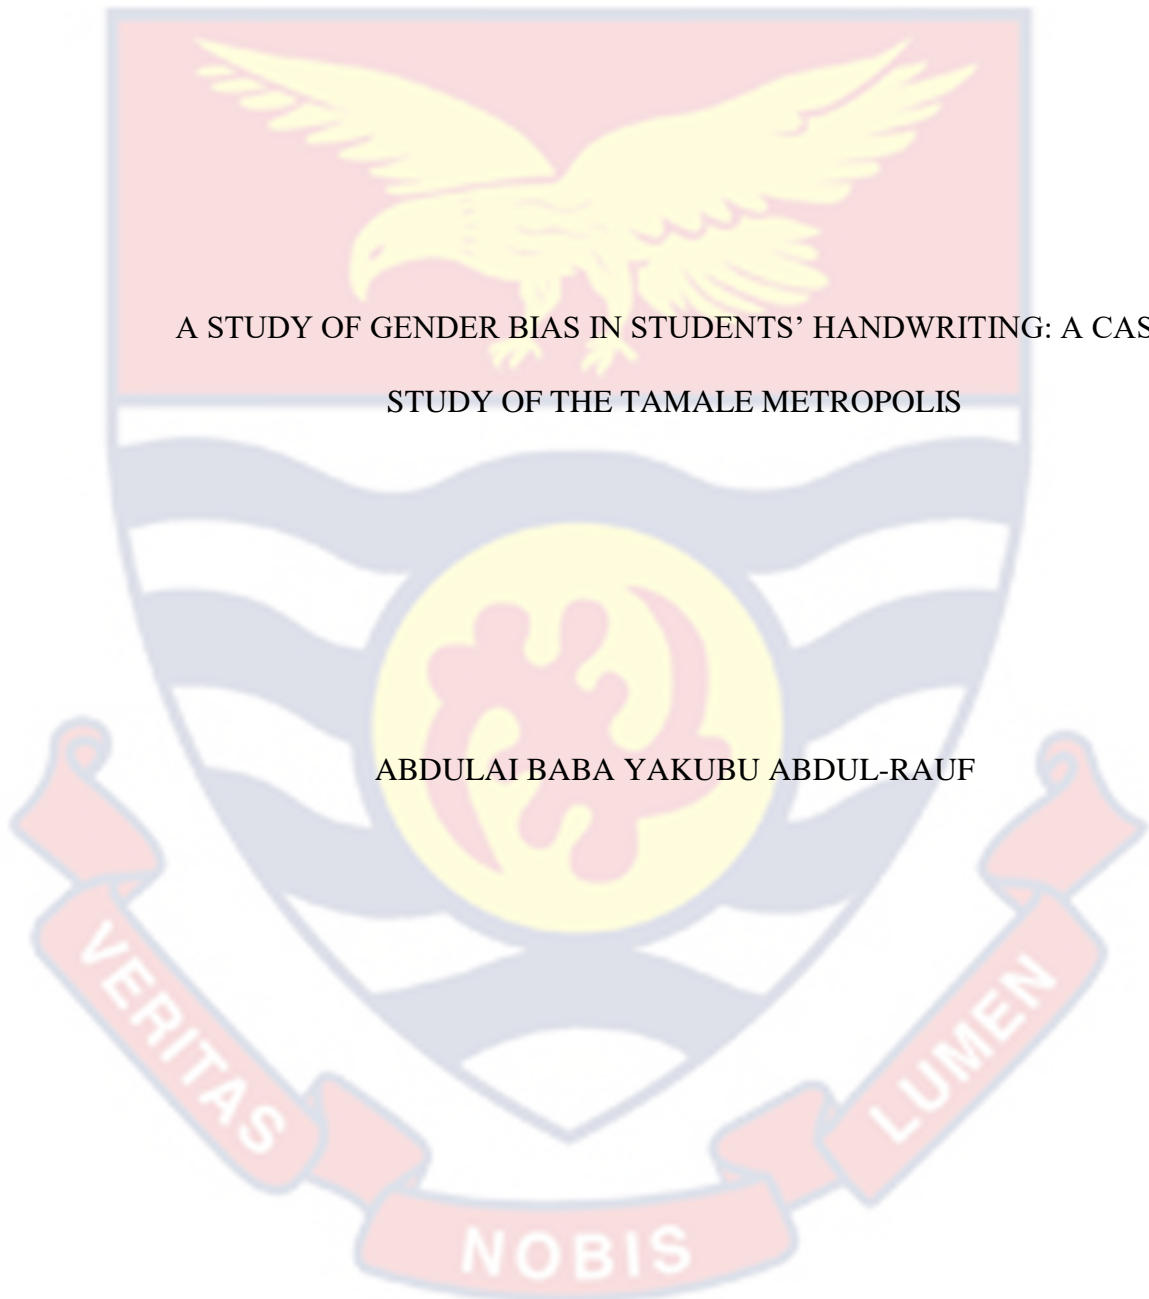 A STUDY OF GENDER BIAS IN STUDENTS’ HANDWRITING: A CAS
STUDY OF THE TAMALE METROPOLIS
ABDULAI BABA YAKUBU ABDUL-RAUF
VERITAS
NOBIS
LUMEN